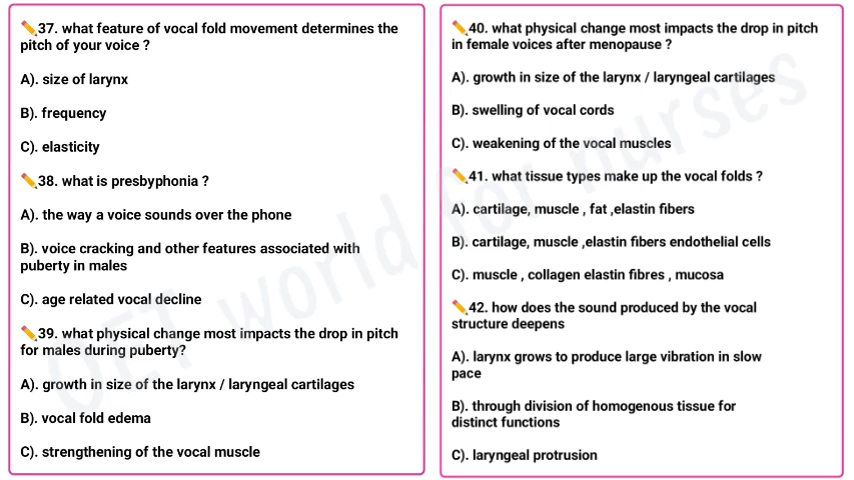 ✏️37. what feature of vocal fold movement determines the
pitch of your voice ?
A). size of larynx
B). frequency
C). elasticity
✏️38. what is presbyphonia ?
A). the way a voice sounds over the phone
B). voice cracking and other features associated with
puberty in males
C). age related vocal decline
✏️39. what physical change most impacts the drop in pitch
for males during puberty?
A). growth in size of the larynx / laryngeal cartilages
B). vocal fold edema
C). strengthening of the vocal muscle
✏️40. what physical change most impacts the drop in pitch
in female voices after menopause ?
A). growth in size of the larynx / laryngeal cartilages
B). swelling of vocal cords
C). weakening of the vocal muscles
✏️41. what tissue types make up the vocal folds ?
A). cartilage, muscle , fat ,elastin fibers
B). cartilage, muscle ,elastin fibers endothelial cells
C). muscle , collagen elastin fibres , mucosa
✏️42. how does the sound produced by the vocal
structure deepens
A). larynx grows to produce large vibration in slow
pace
B). through division of homogenous tissue for
distinct functions
C). laryngeal protrusion
OET world for nurses